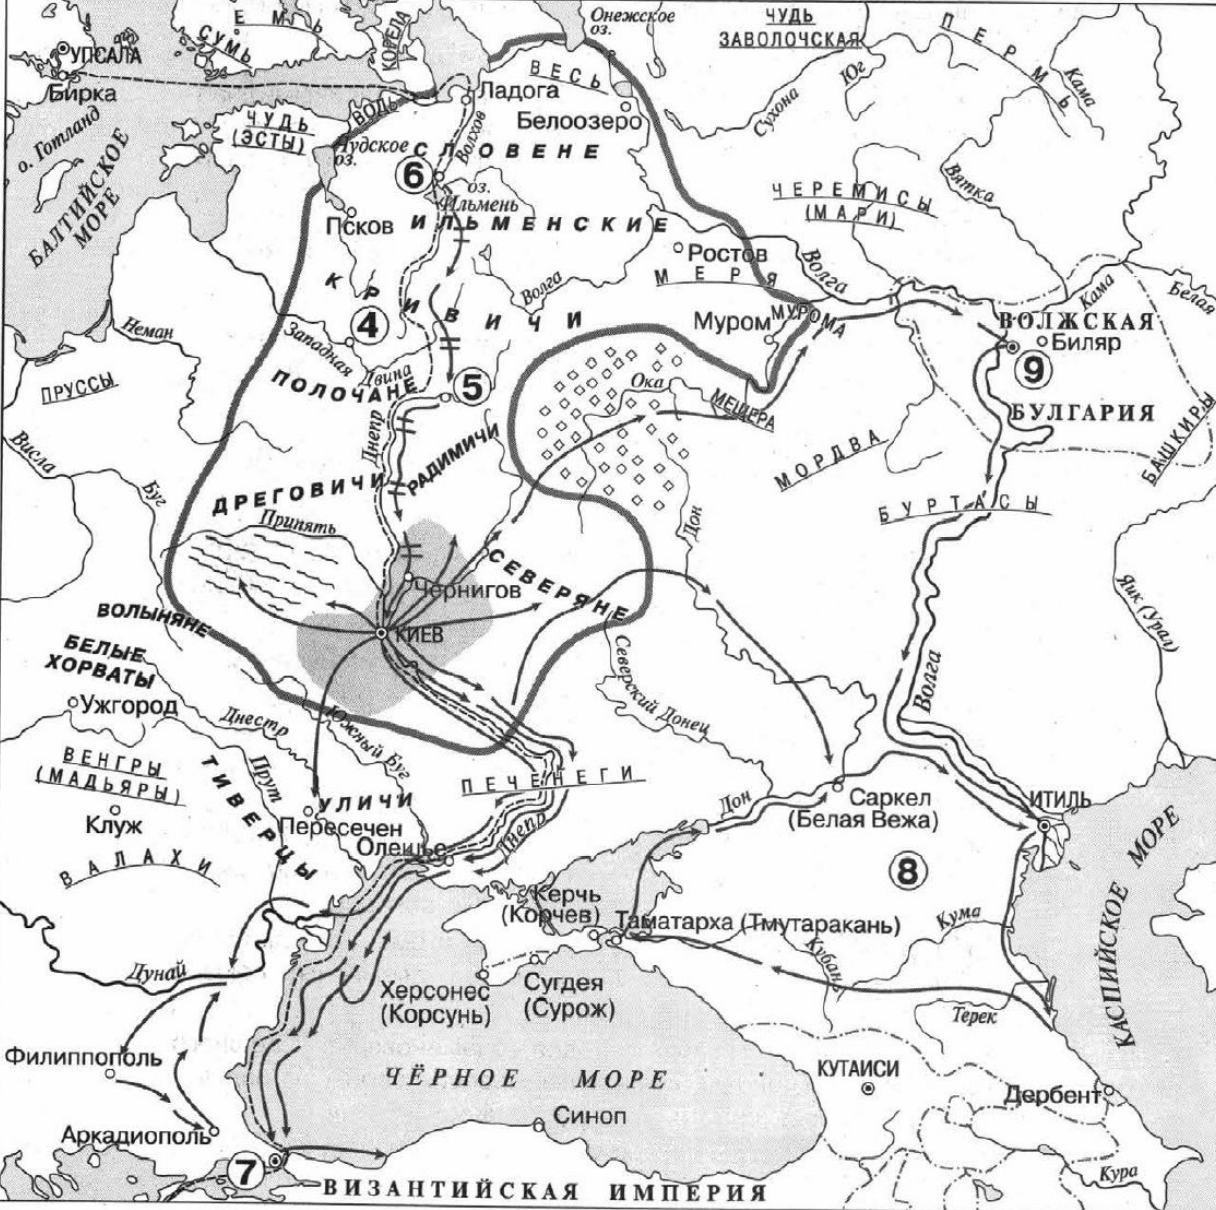 Онежское
оз.
ЧУДЬ
ЗАВОЛОЧСКАЯ
ПЕРМЬ
ЕМЬ
СУМЬ
КОРЕЛА
УПСАЛА
Бирка
о. Готланд
БАЛТИЙСКОЕ
МОРЕ
ЧУДЬ
(ЭСТЫ)
ВОДЬ
Ладога
ВЕСЬ
Белоозеро
Сухона
Юг
Кама
Вятка
Чудское
оз.
Волхов
СЛОВЕНЕ
6
оз.
Ильмень
ИЛЬМЕНСКИЕ
Псков
ЧЕРЕМИСЫ
(МАРИ)
Ростов
МЕРЯ
Волга
Волга
Кама
Белая
КРИВИЧИ
4
Западная
Двина
Неман
Муром
МУРОМА
ВОЛЖСКАЯ
Биляр
9
БУЛГАРИЯ
ПРУССЫ
ПОЛОЧАНЕ
5
Ока
МЕЩЕРА
МОРДВА
БАШКИРЫ
Висла
Буг
Днепр
РАДИМИЧИ
ДРЕГОВИЧИ
Припять
Дон
БУРТАСЫ
Чернигов
СЕВЕРЯНЕ
КИЕВ
Яик (Урал)
ВОЛЫНЯНЕ
БЕЛЫЕ
ХОРВАТЫ
Ужгород
Днестр
Южный Буг
Северский Донец
Волга
ВЕНГРЫ
(МАДЬЯРЫ)
ТИВЕРЦЫ
Прут
ПЕЧЕНЕГИ
Клуж
УЛИЧИ
Пересечен
Олешье
Днепр
Дон
Саркел
(Белая Вежа)
ИТИЛЬ
ВАЛАХИ
8
Керчь
(Корчев)
Таматарха (Тмутаракань)
Кума
Кубань
КАСПИЙСКОЕ МОРЕ
Дунай
Херсонес
(Корсунь)
Сугдея
(Сурож)
Терек
Филиппополь
ЧЁРНОЕ МОРЕ
КУТАИСИ
Дербент
Аркадиополь
Синоп
7
ВИЗАНТИЙСКАЯ ИМПЕРИЯ
Кура